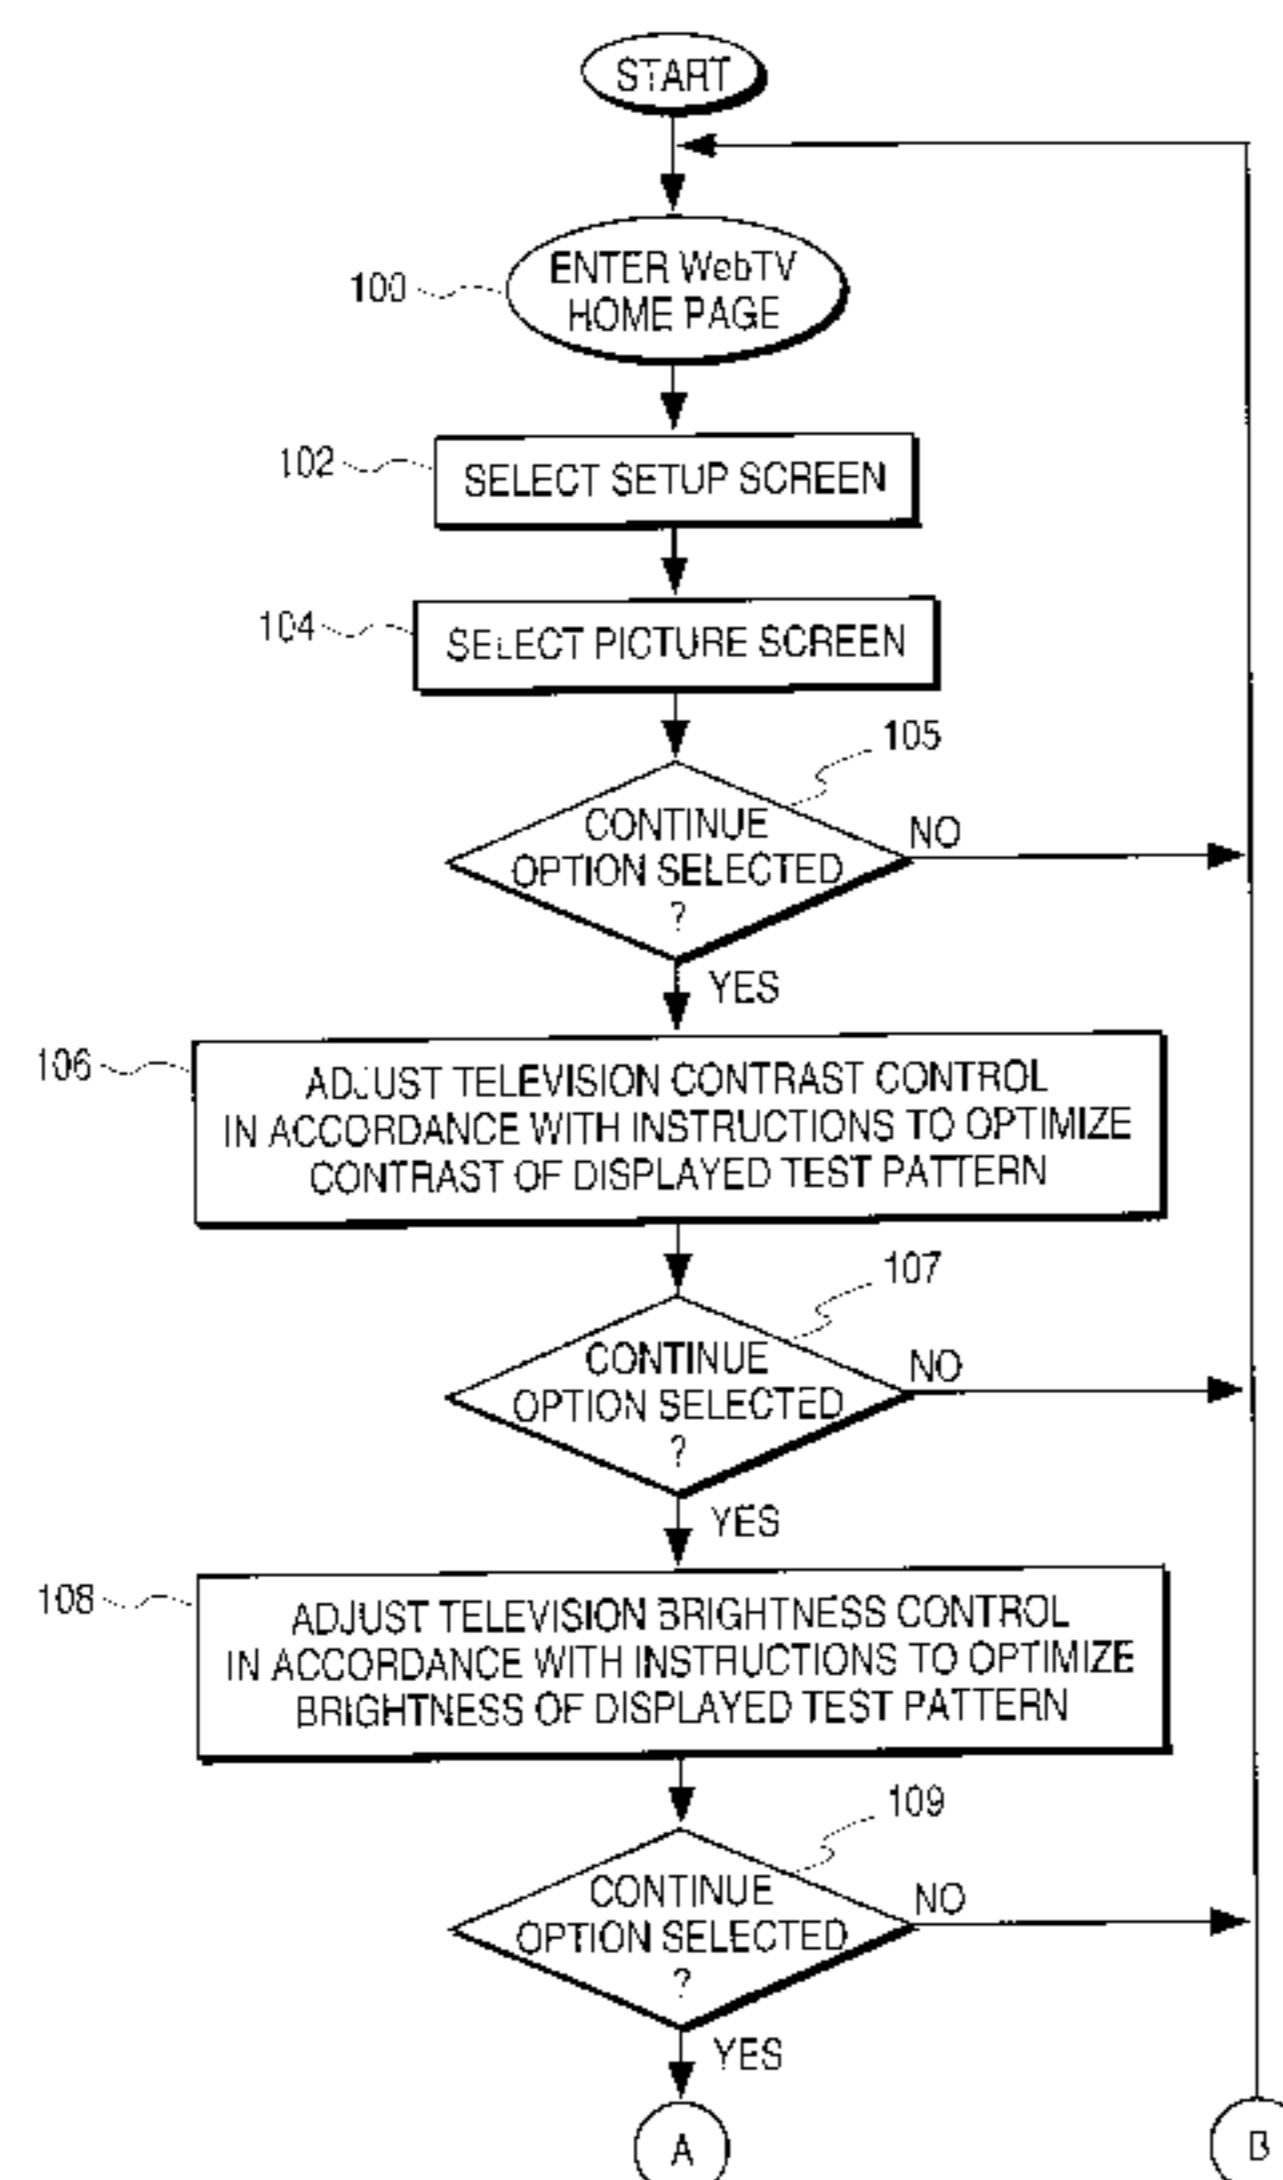 START
100
ENTER WebTV
HOME PAGE
102
SELECT SETUP SCREEN
104
SELECT PICTURE SCREEN
105
CONTINUE
OPTION SELECTED
?
NO
YES
106
ADJUST TELEVISION CONTRAST CONTROL
IN ACCORDANCE WITH INSTRUCTIONS TO OPTIMIZE
CONTRAST OF DISPLAYED TEST PATTERN
107
CONTINUE
OPTION SELECTED
?
NO
YES
108
ADJUST TELEVISION BRIGHTNESS CONTROL
IN ACCORDANCE WITH INSTRUCTIONS TO OPTIMIZE
BRIGHTNESS OF DISPLAYED TEST PATTERN
109
CONTINUE
OPTION SELECTED
?
NO
YES
A
B